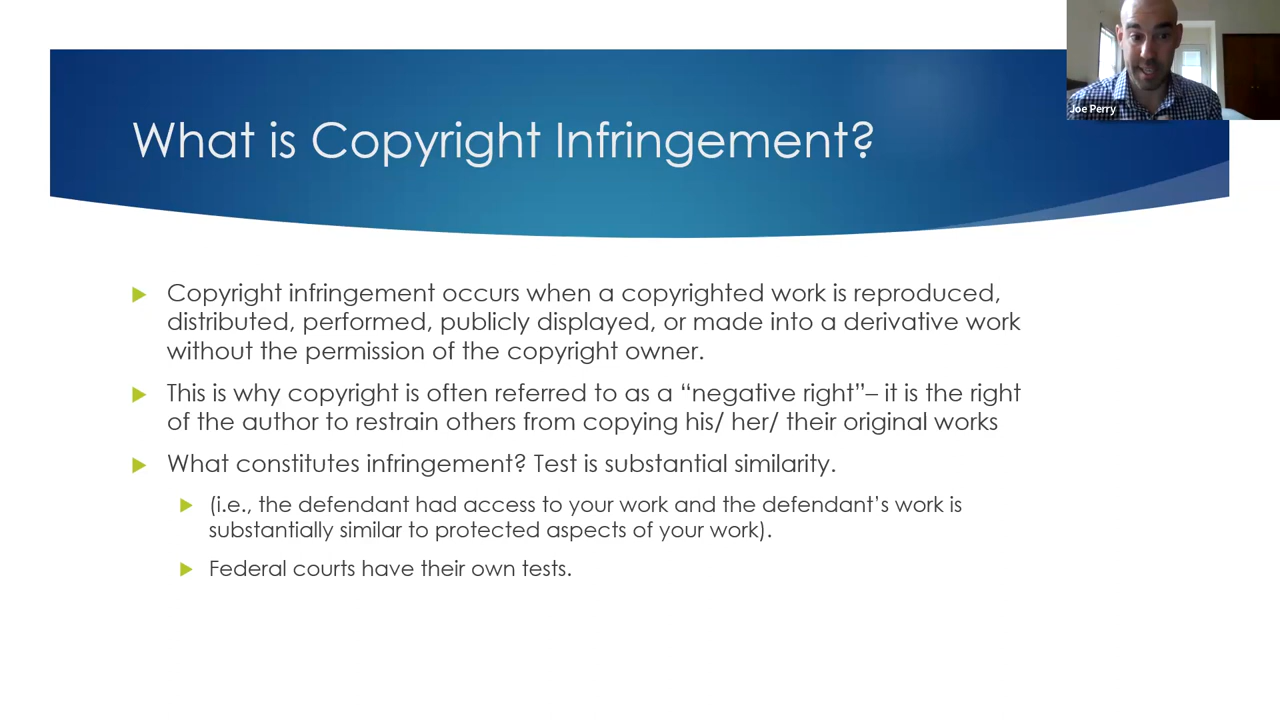 Joe Perry
What is Copyright Infringement?
Copyright infringement occurs when a copyrighted work is reproduced,
distributed, performed, publicly displayed, or made into a derivative work
without the permission of the copyright owner.
This is why copyright is often referred to as a “negative right”– it is the right
of the author to restrain others from copying his/ her/ their original works
What constitutes infringement? Test is substantial similarity.
(i.e., the defendant had access to your work and the defendant’s work is
substantially similar to protected aspects of your work).
Federal courts have their own tests.